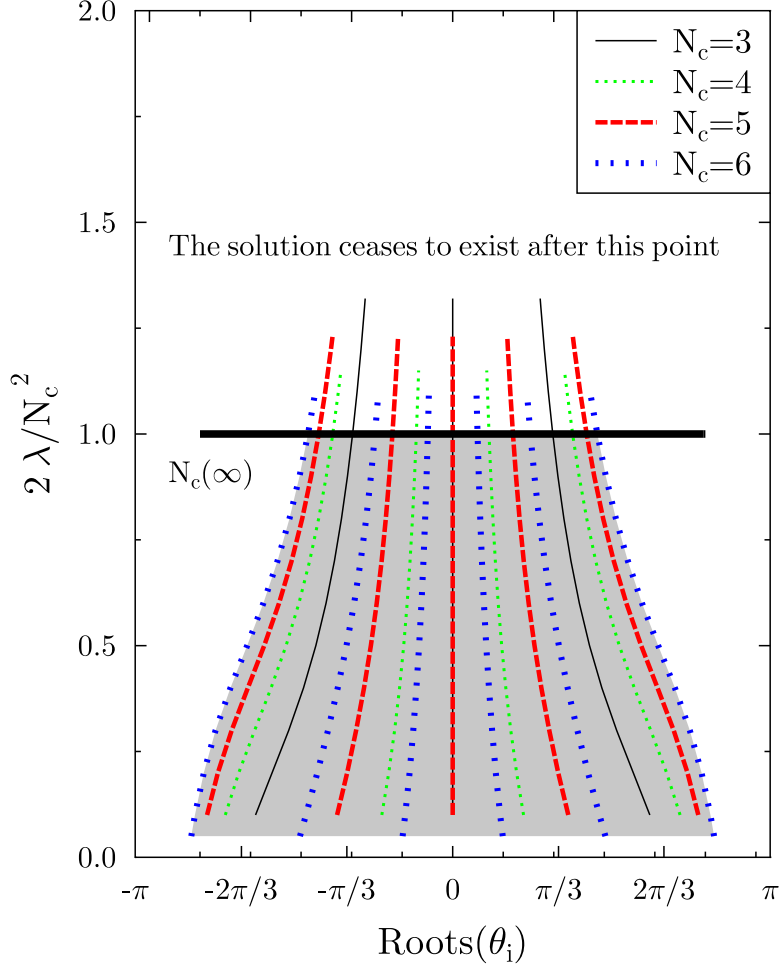 2.0
N_c=3
N_c=4
N_c=5
N_c=6
1.5
The solution ceases to exist after this point
2 λ/N_c^2
1.0
N_c(∞)
0.5
0.0
-π -2π/3 -π/3 0 π/3 2π/3 π
Roots(θ_i)